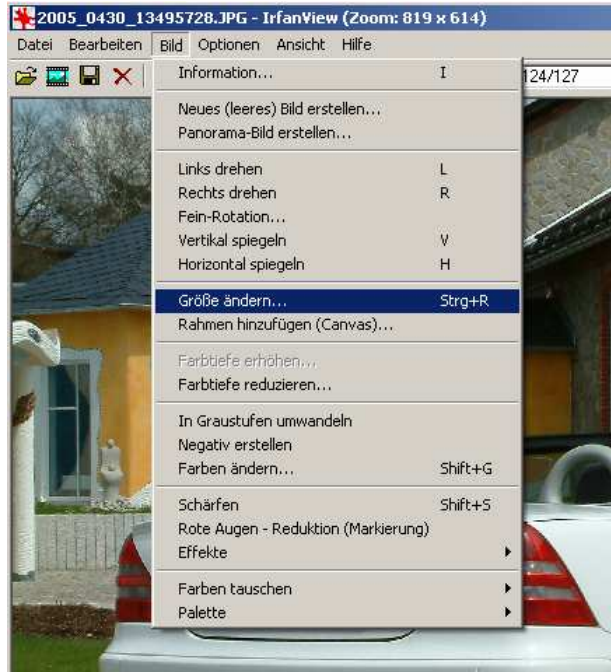 2005_0430_13495728.JPG - IrfanView (Zoom: 819 x 614)
Datei Bearbeiten Bild Optionen Ansicht Hilfe
124/127
Information... I
Neues (leeres) Bild erstellen...
Panorama-Bild erstellen...
Links drehen L
Rechts drehen R
Fein-Rotation...
Vertikal spiegeln V
Horizontal spiegeln H
Größe ändern... Strg+R
Rahmen hinzufügen (Canvas)...
Farbtiefe erhöhen...
Farbtiefe reduzieren...
In Graustufen umwandeln
Negativ erstellen
Farben ändern... Shift+G
Schärfen Shift+S
Rote Augen - Reduktion (Markierung)
Effekte
Farben tauschen
Palette